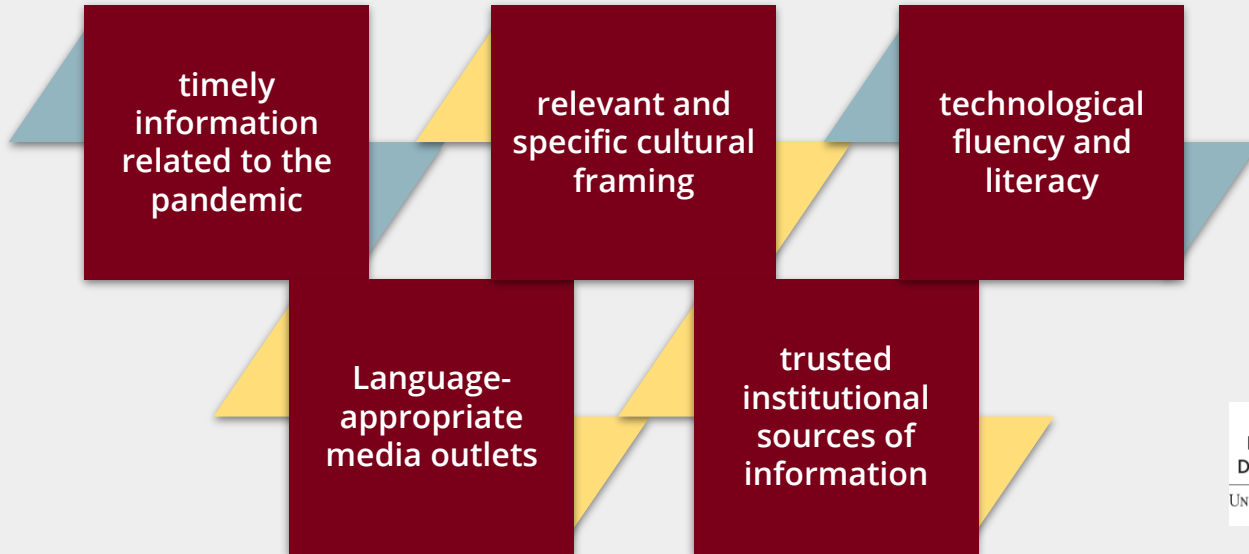 timely
information
related to the
pandemic
relevant and
specific cultural
framing
technological
fluency and
literacy
Language-
appropriate
media outlets
trusted
institutional
sources of
information